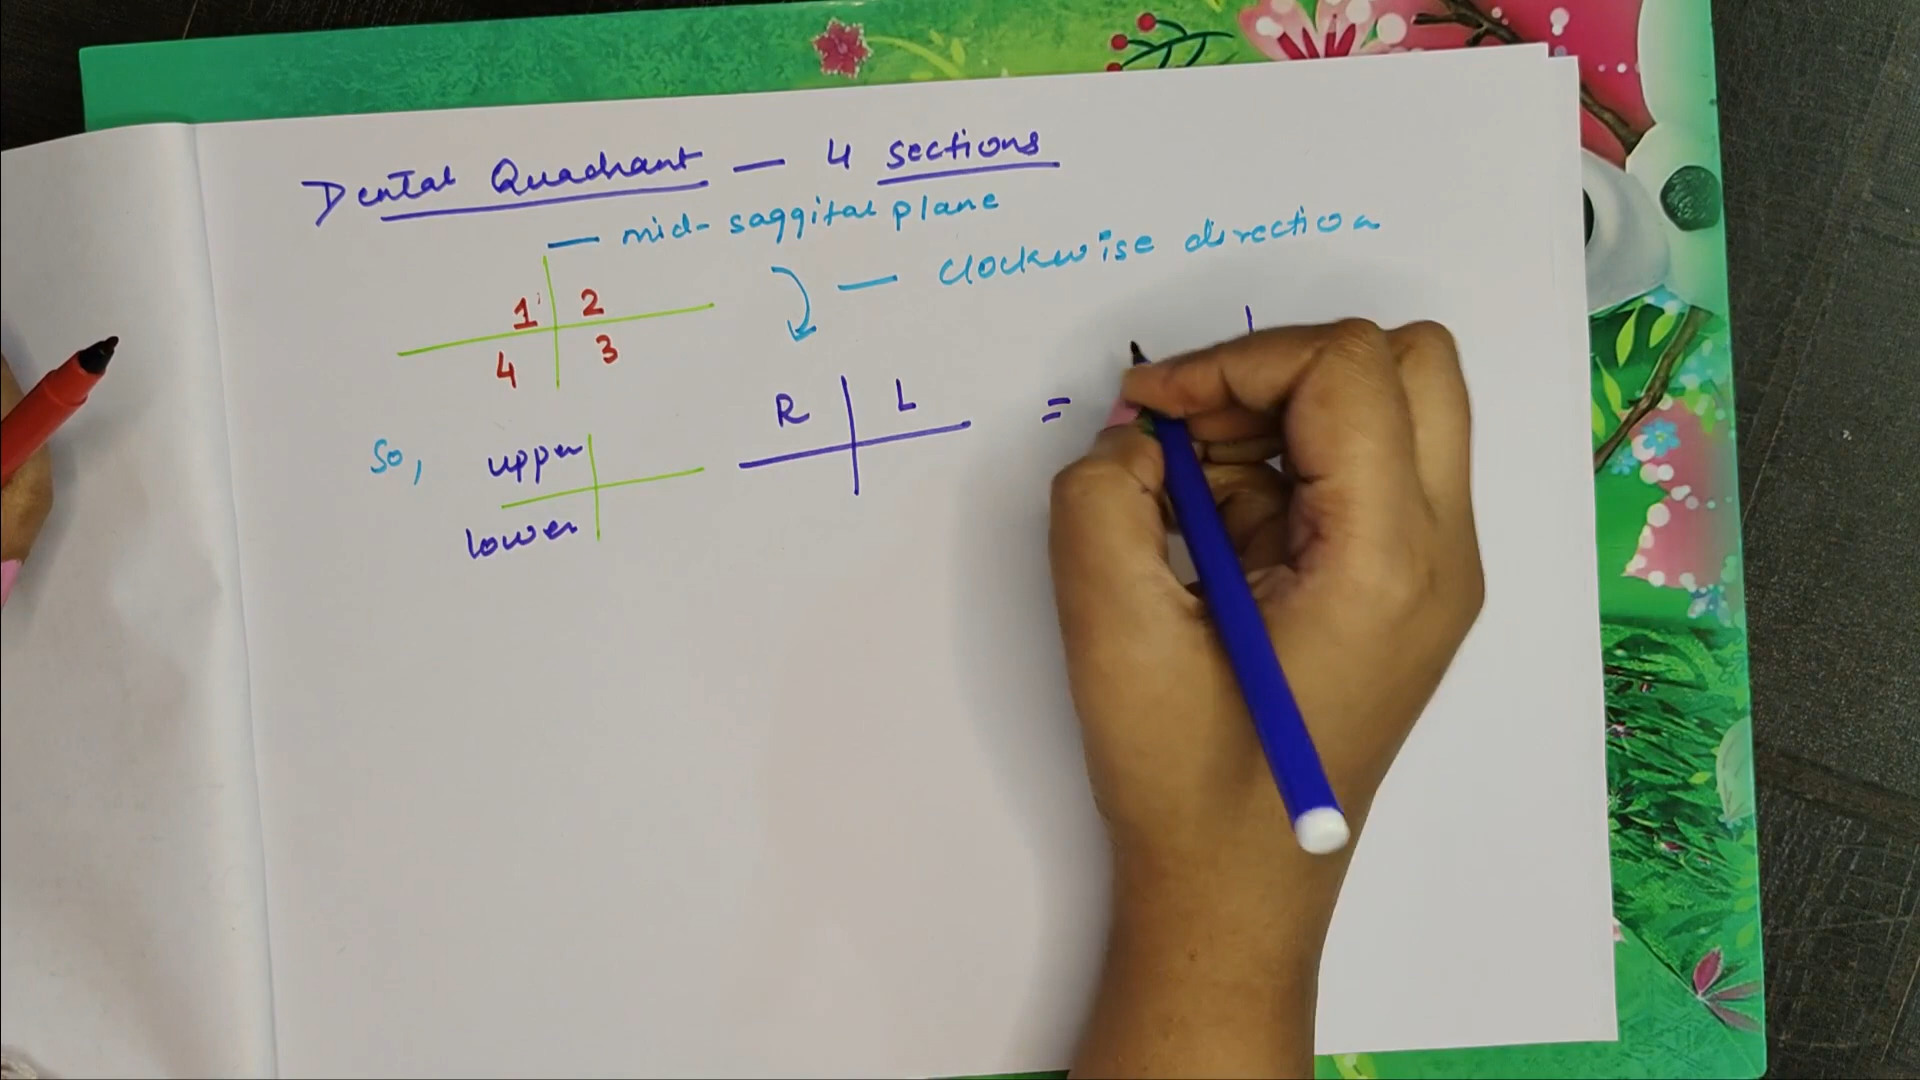 Dental Quadrant — 4 sections
— mid-saggital plane
— clockwise direction
1 2
4 3
R L =
So, upper
lower